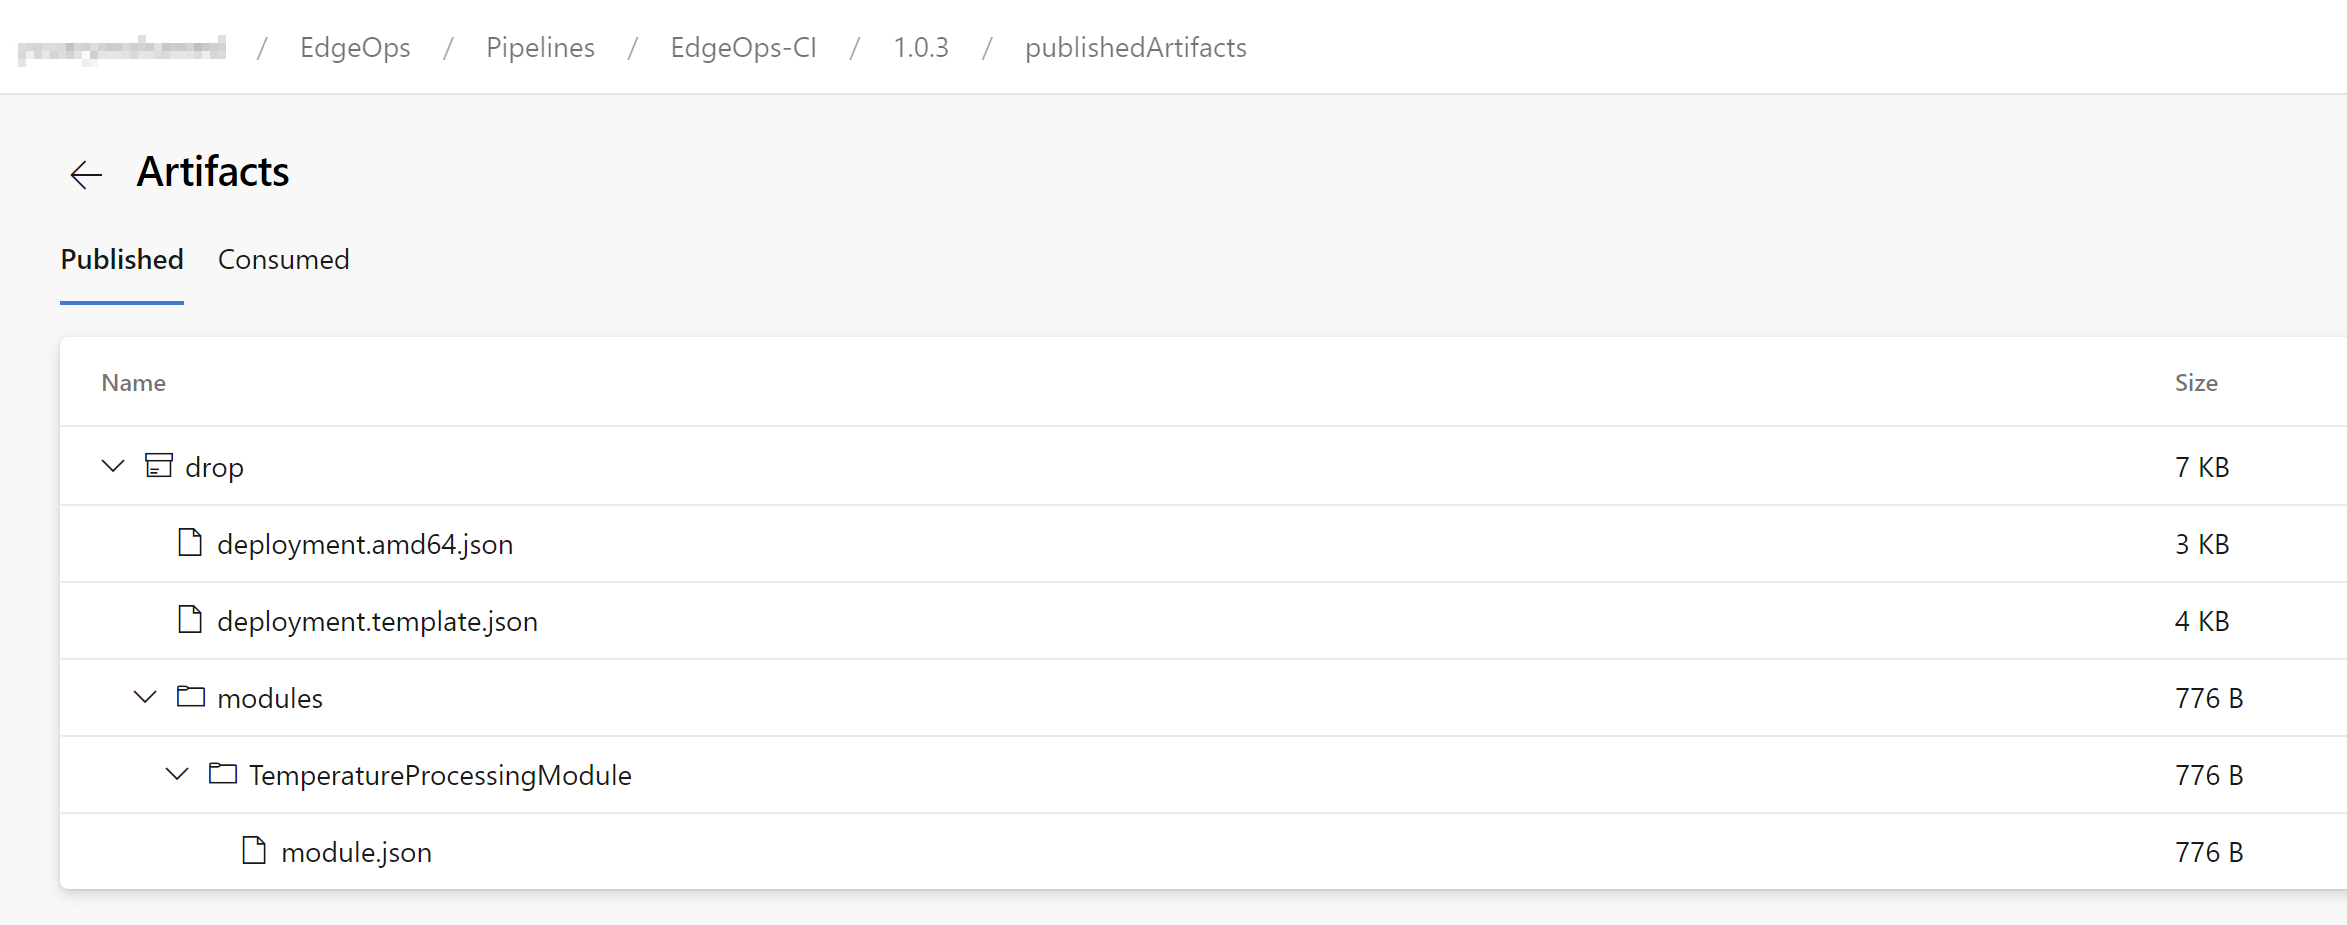 / EdgeOps / Pipelines / EdgeOps-CI / 1.0.3 / publishedArtifacts
Artifacts
Published Consumed
Name Size
drop 7 KB
deployment.amd64.json 3 KB
deployment.template.json 4 KB
modules 776 B
TemperatureProcessingModule 776 B
module.json 776 B